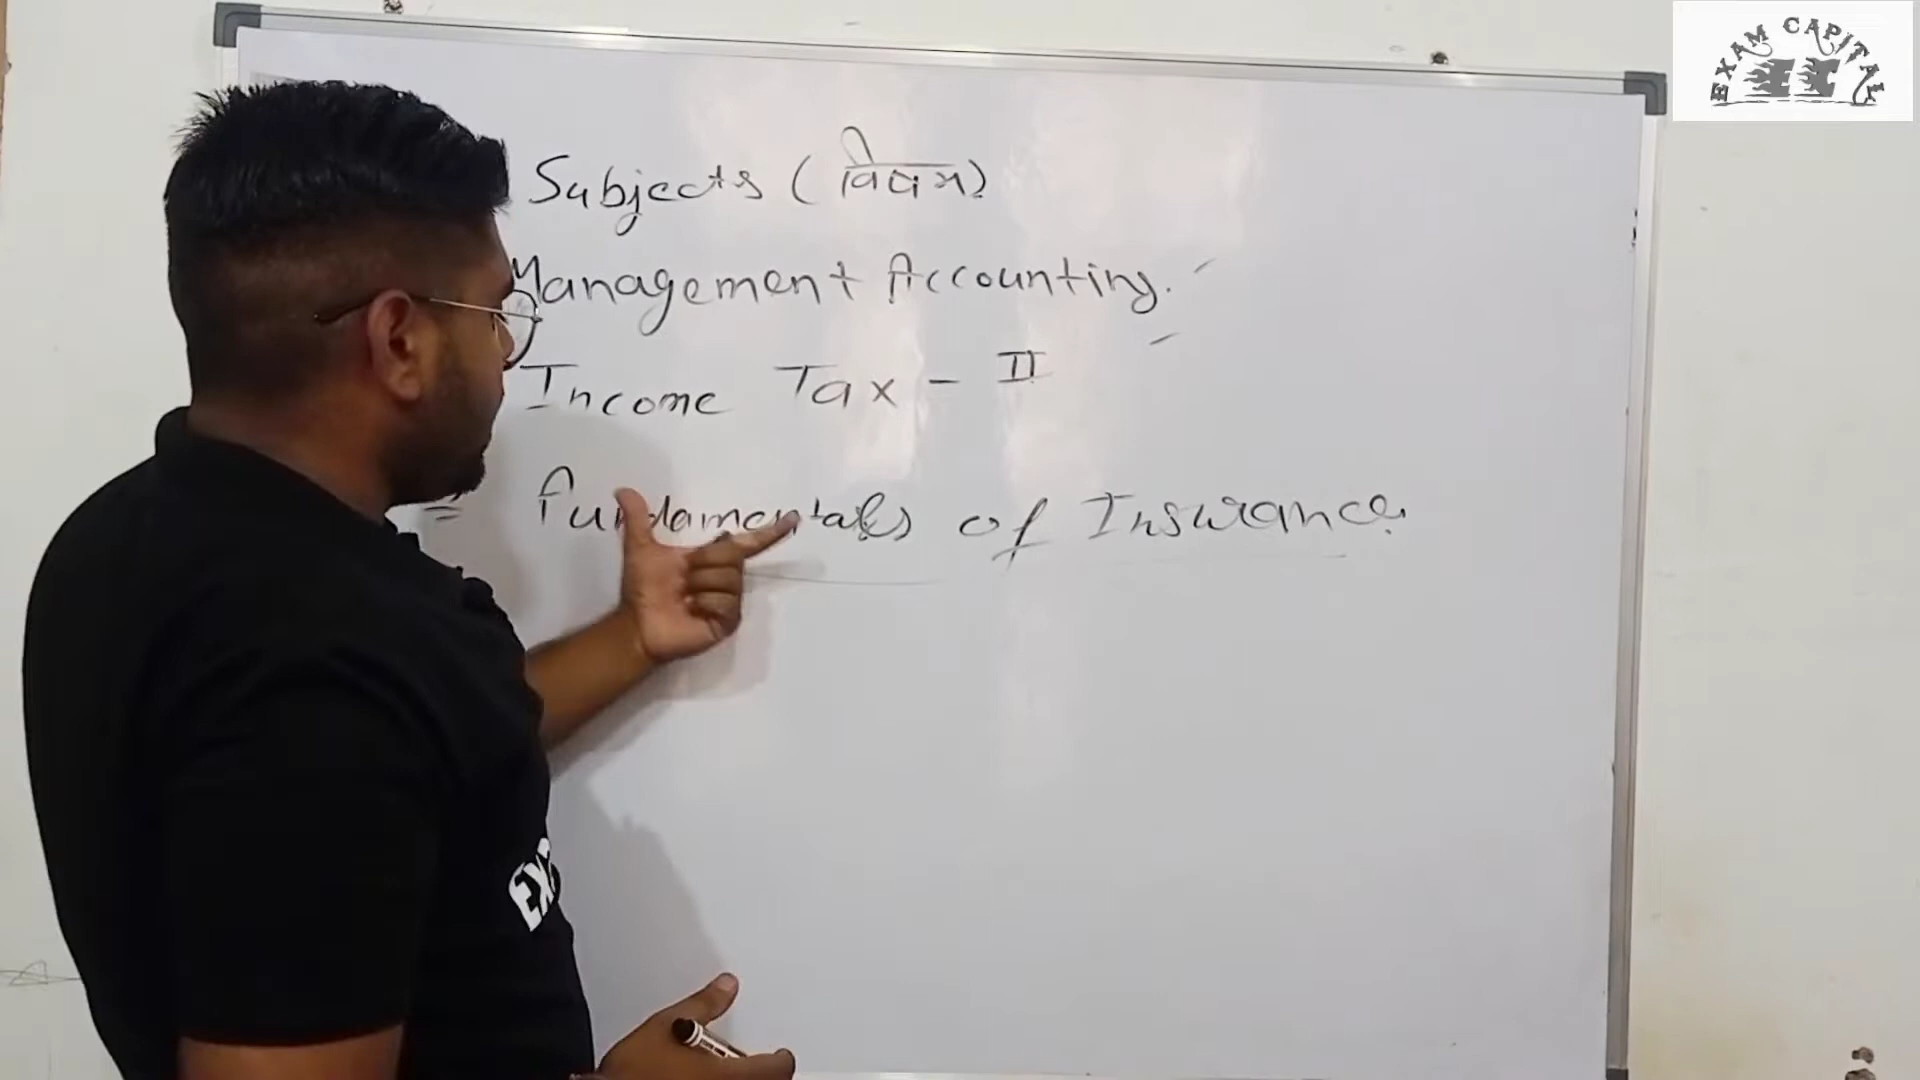 EXAM CAPITAL
Subjects (विषय)
Management Accounting.
Income Tax - II
Fundamentals of Insurance